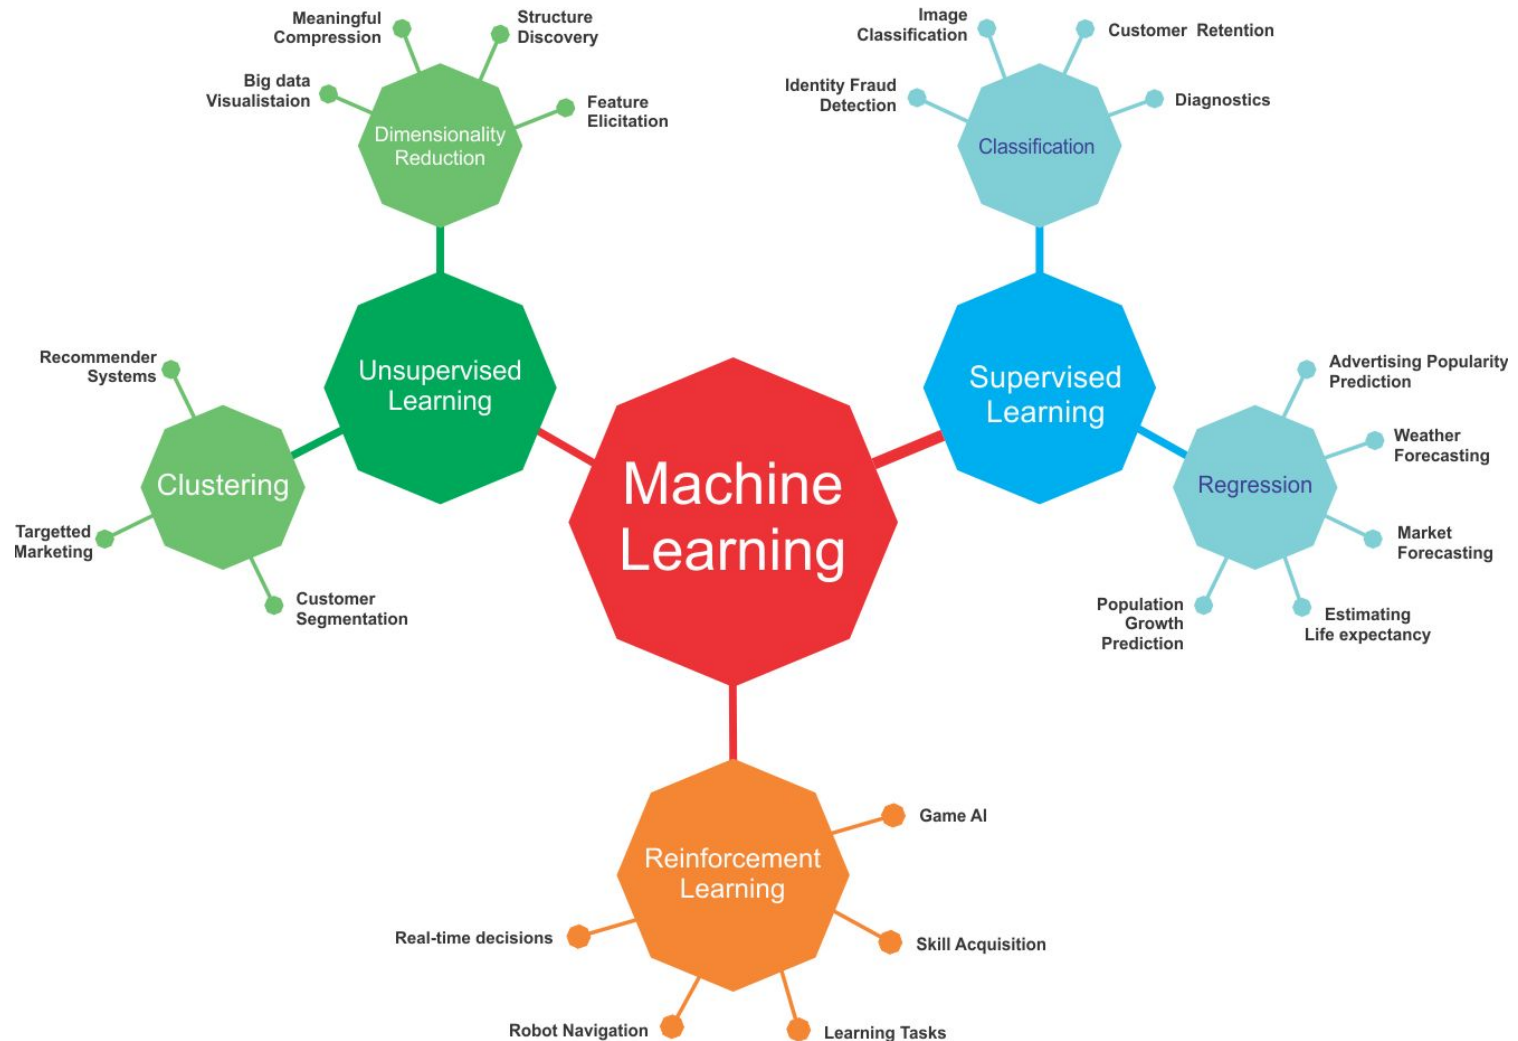 Meaningful
Compression
Structure
Discovery
Big data
Visualistaion
Feature
Elicitation
Dimensionality
Reduction
Image
Classification
Customer Retention
Identity Fraud
Detection
Diagnostics
Classification
Unsupervised
Learning
Supervised
Learning
Recommender
Systems
Clustering
Targetted
Marketing
Customer
Segmentation
Machine
Learning
Advertising Popularity
Prediction
Weather
Forecasting
Regression
Market
Forecasting
Population
Growth
Prediction
Estimating
Life expectancy
Reinforcement
Learning
Game AI
Real-time decisions
Skill Acquisition
Robot Navigation
Learning Tasks